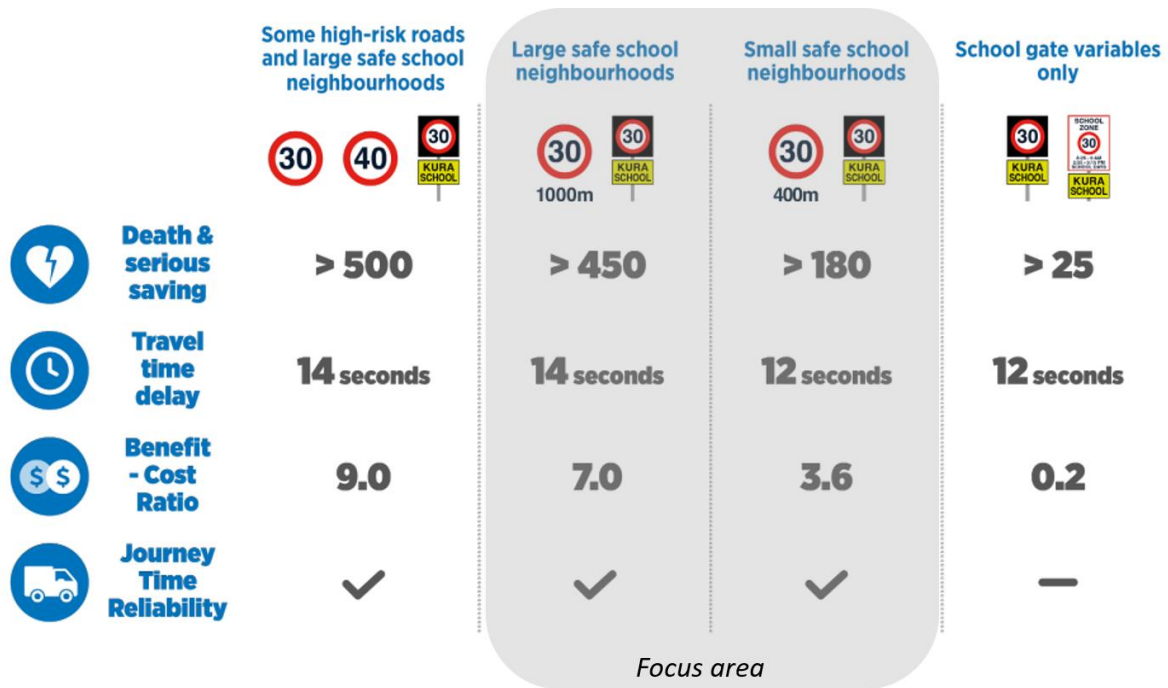 Some high-risk roads
and large safe school
neighbourhoods
Large safe school
neighbourhoods
Small safe school
neighbourhoods
School gate variables
only
30
40
30
KURA
SCHOOL
30
1000m
30
KURA
SCHOOL
30
400m
30
KURA
SCHOOL
30
KURA
SCHOOL
SCHOOL
ZONE
30
SCHOOL DAYS
KURA
SCHOOL
Death &
serious
saving
> 500
> 450
> 180
> 25
Travel
time
delay
14 seconds
14 seconds
12 seconds
12 seconds
$ $
Benefit
- Cost
Ratio
9.0
7.0
3.6
0.2
Journey
Time
Reliability
Focus area